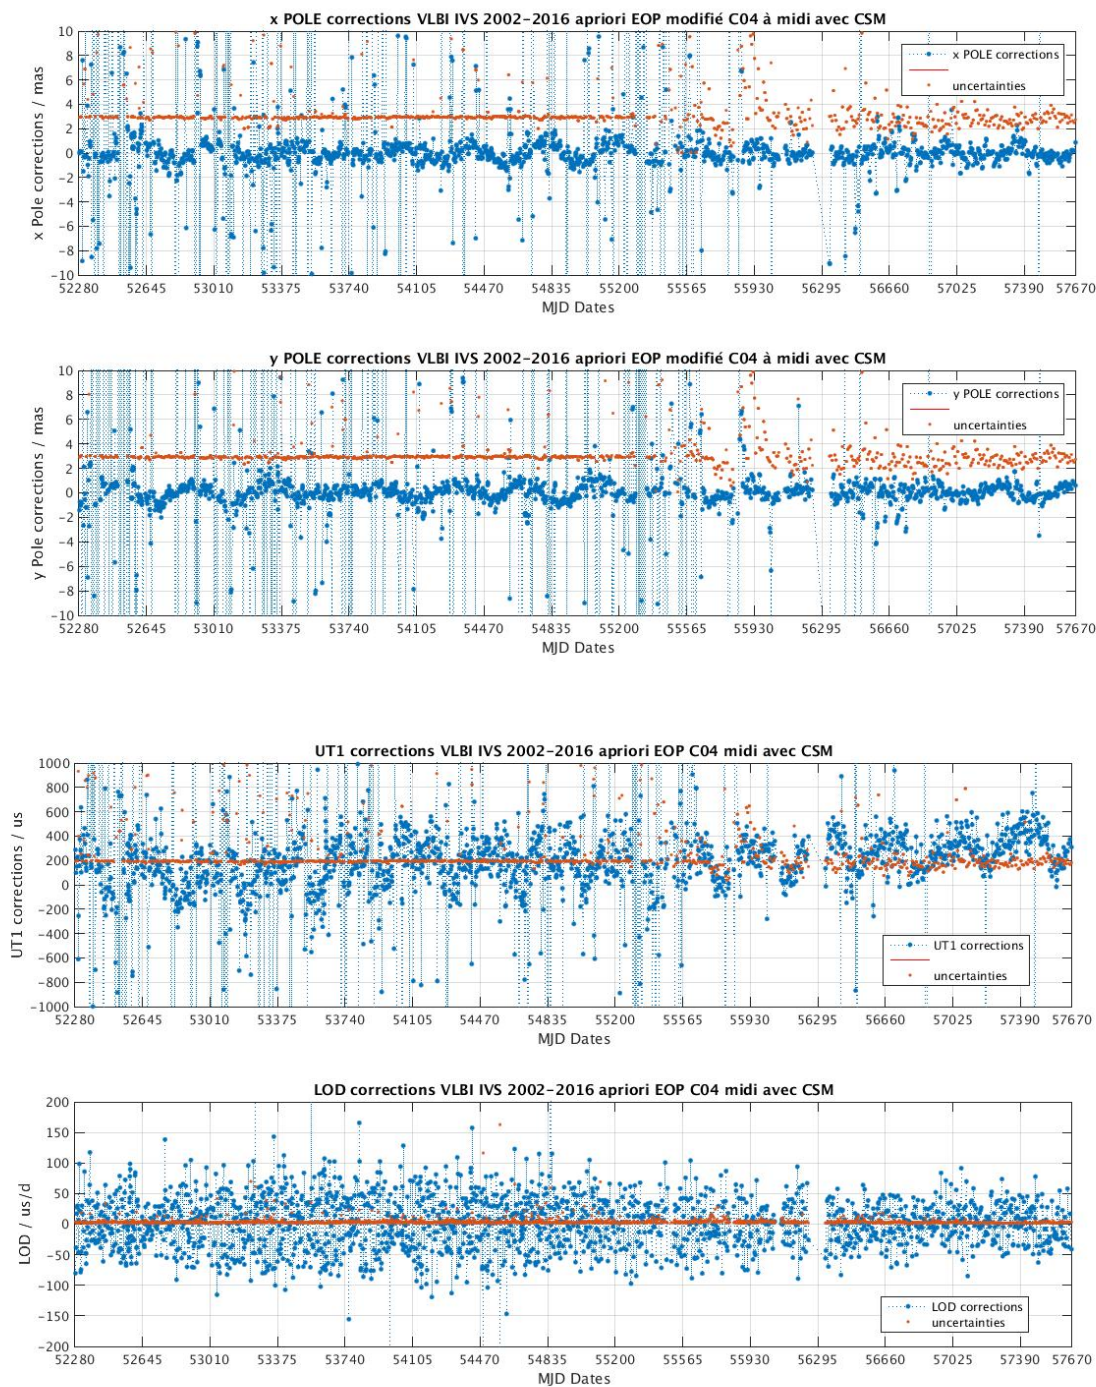 x POLE corrections VLBI IVS 2002-2016 apriori EOP modifié C04 à midi avec CSM
x Pole corrections / mas
10
8
6
4
2
0
-2
-4
-6
-8
-10
x POLE corrections
uncertainties
52280 52645 53010 53375 53740 54105 54470 54835 55200 55565 55930 56295 56660 57025 57390 57670
MJD Dates
y POLE corrections VLBI IVS 2002-2016 apriori EOP modifié C04 à midi avec CSM
y Pole corrections / mas
10
8
6
4
2
0
-2
-4
-6
-8
-10
y POLE corrections
uncertainties
52280 52645 53010 53375 53740 54105 54470 54835 55200 55565 55930 56295 56660 57025 57390 57670
MJD Dates
UT1 corrections VLBI IVS 2002-2016 apriori EOP C04 midi avec CSM
UT1 corrections / us
1000
800
600
400
200
0
-200
-400
-600
-800
-1000
UT1 corrections
uncertainties
52280 52645 53010 53375 53740 54105 54470 54835 55200 55565 55930 56295 56660 57025 57390 57670
MJD Dates
LOD corrections VLBI IVS 2002-2016 apriori EOP C04 midi avec CSM
LOD / us/d
200
150
100
50
0
-50
-100
-150
-200
LOD corrections
uncertainties
52280 52645 53010 53375 53740 54105 54470 54835 55200 55565 55930 56295 56660 57025 57390 57670
MJD Dates